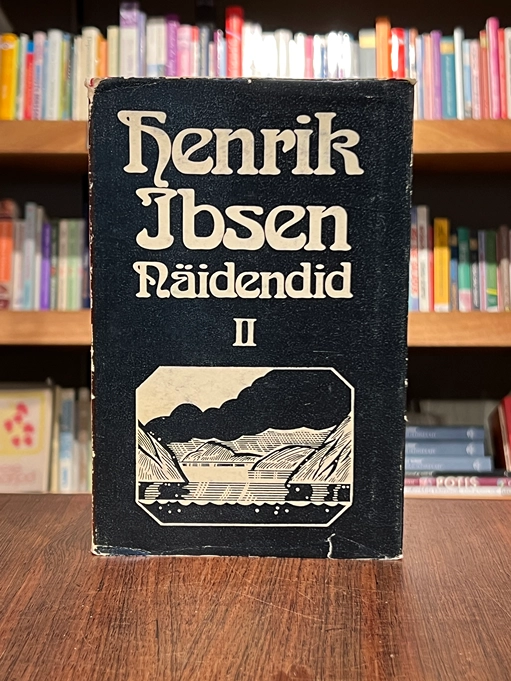 Henrik
Ibsen
Näidendid
II
POTIS